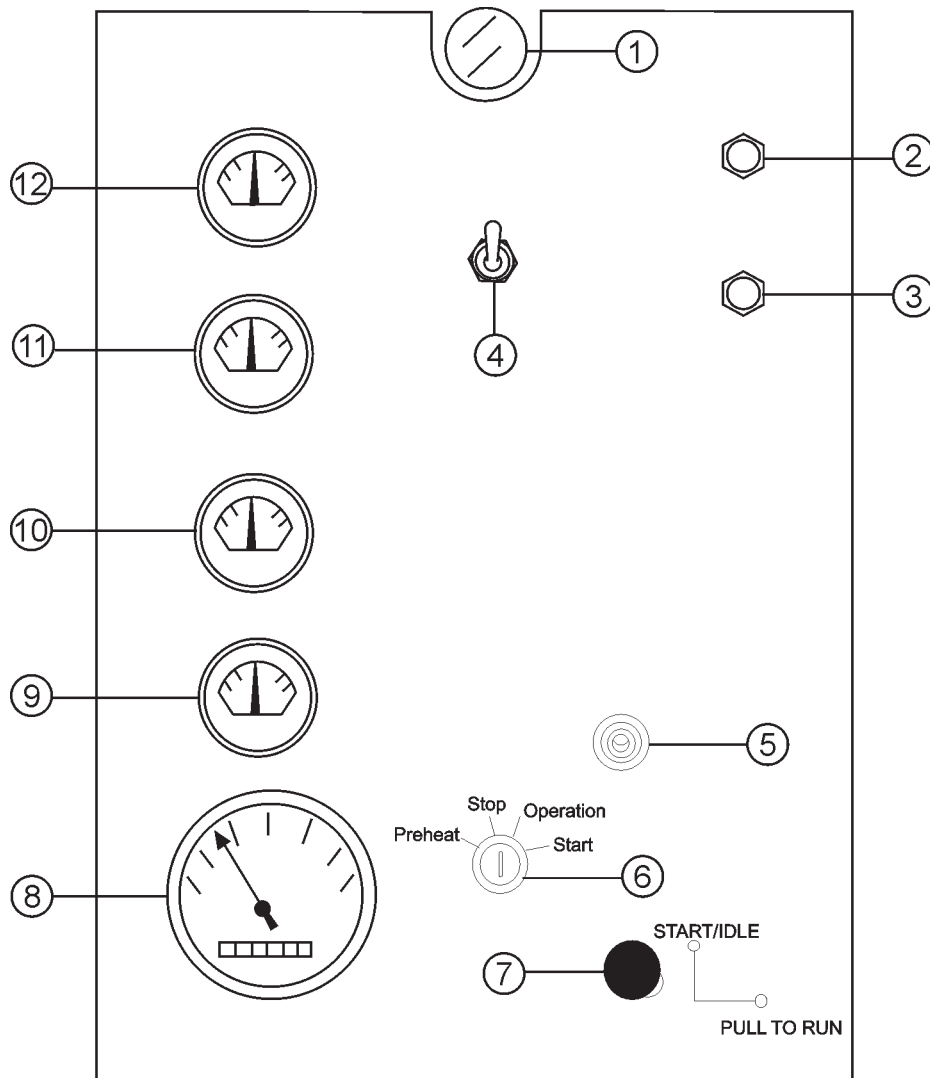 1
2
12
3
11
4
10
9
5
Stop
Operation
Preheat
Start
6
8
START/IDLE
7
PULL TO RUN